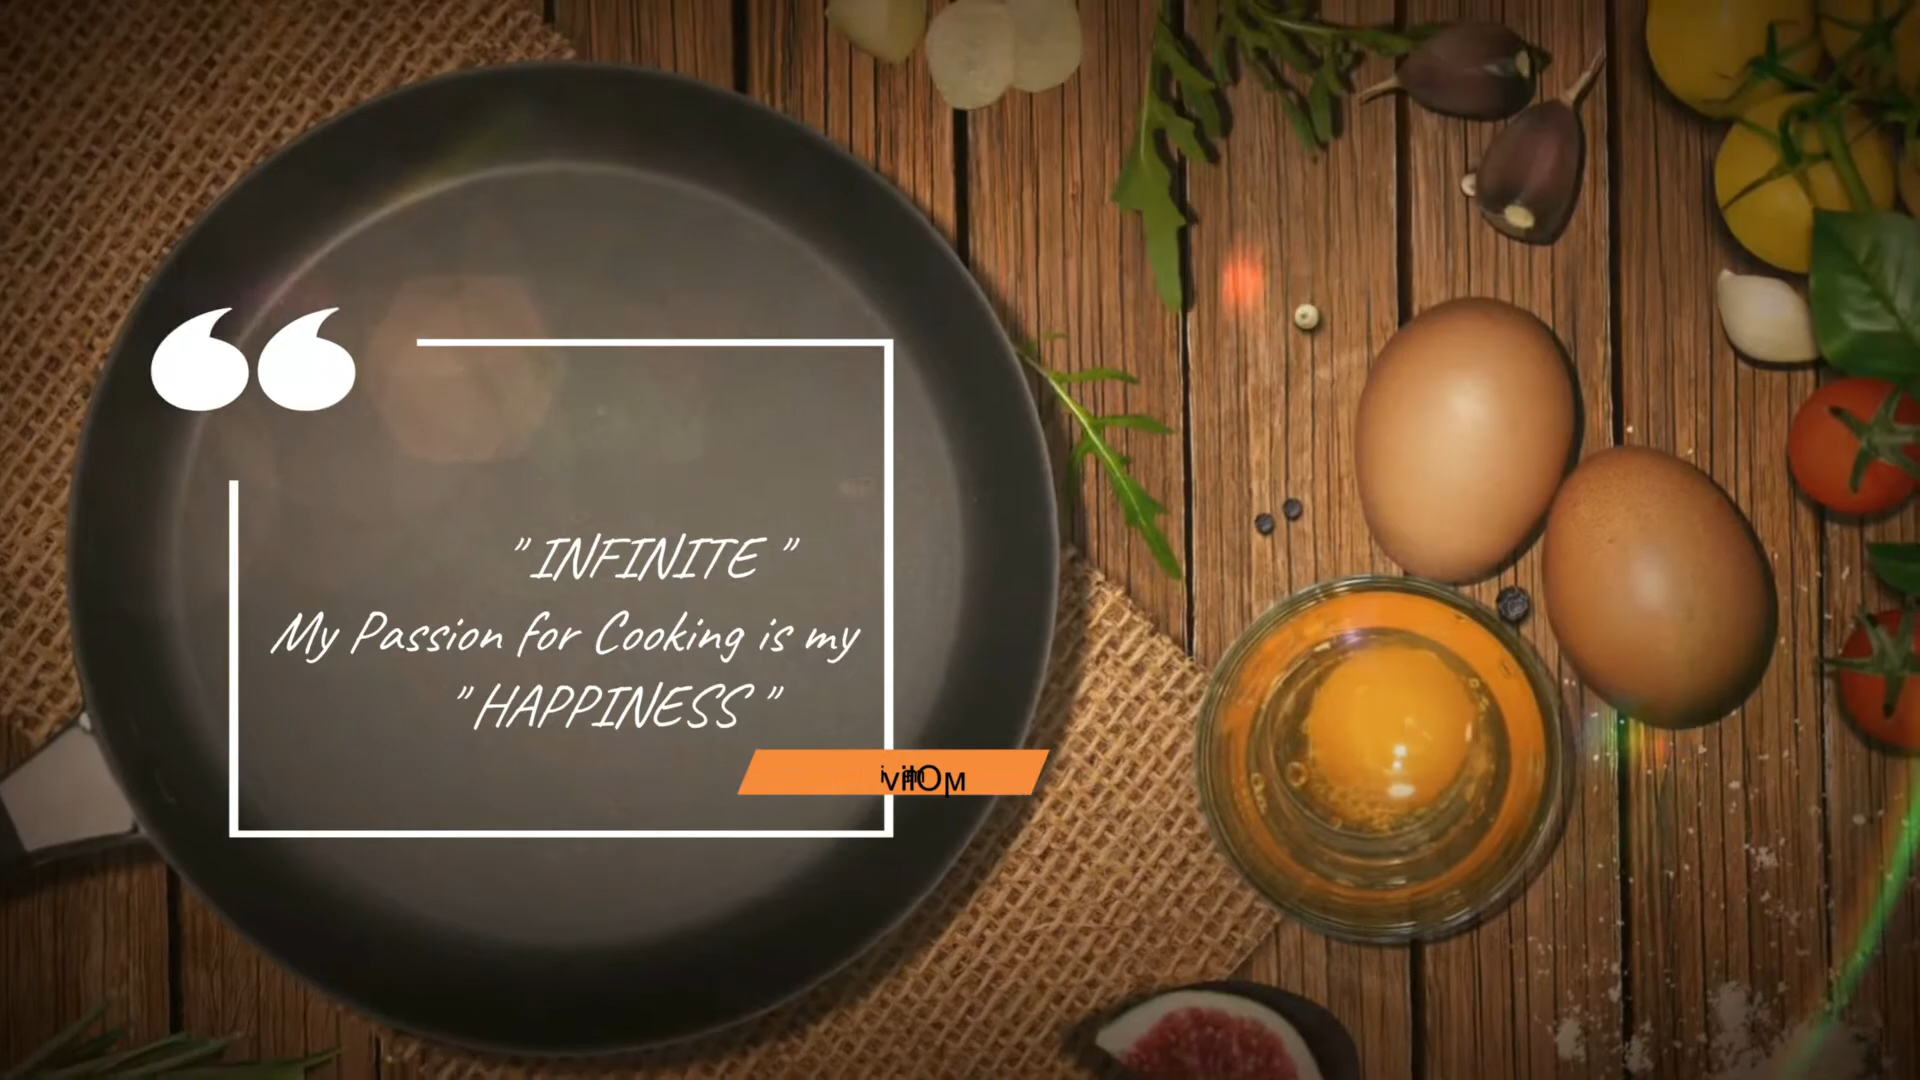 " INFINITE "
My Passion for Cooking is my
" HAPPINESS "